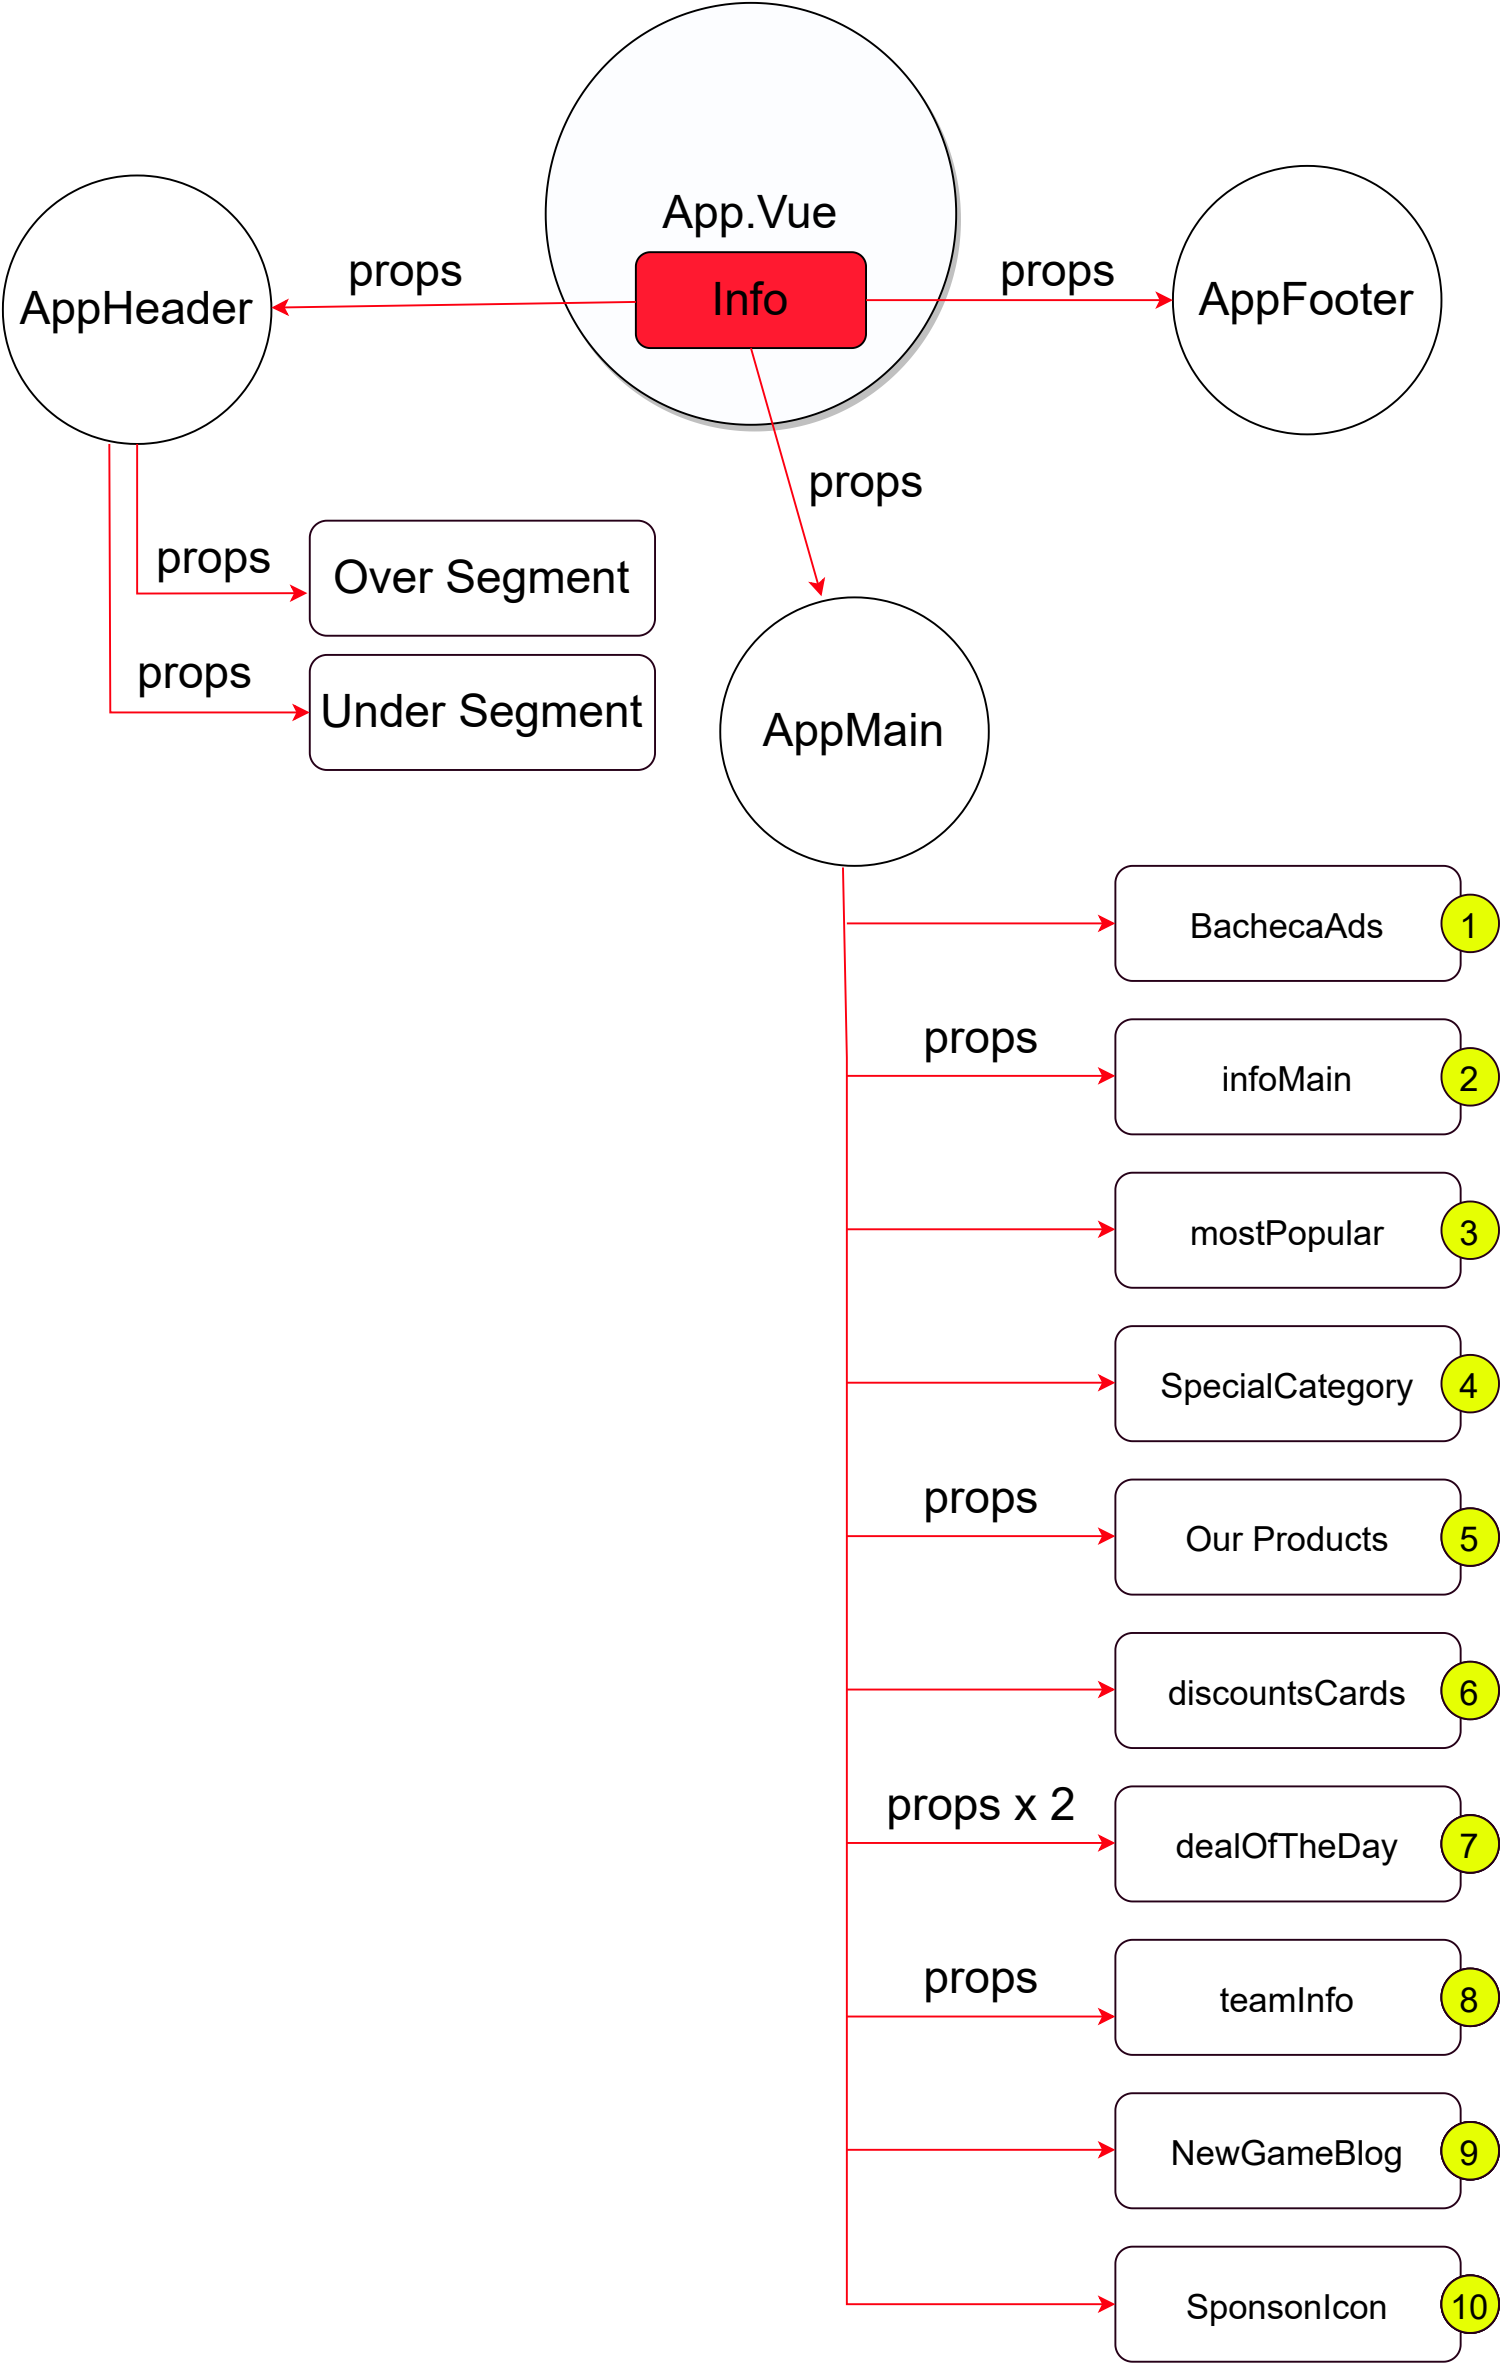 App.Vue
Info
props
AppHeader
props
AppFooter
props
props
Over Segment
props
Under Segment
AppMain
BachecaAds
1
props
infoMain
2
mostPopular
3
SpecialCategory
4
props
Our Products
5
discountsCards
6
props x 2
dealOfTheDay
7
props
teamInfo
8
NewGameBlog
9
SponsonIcon
10